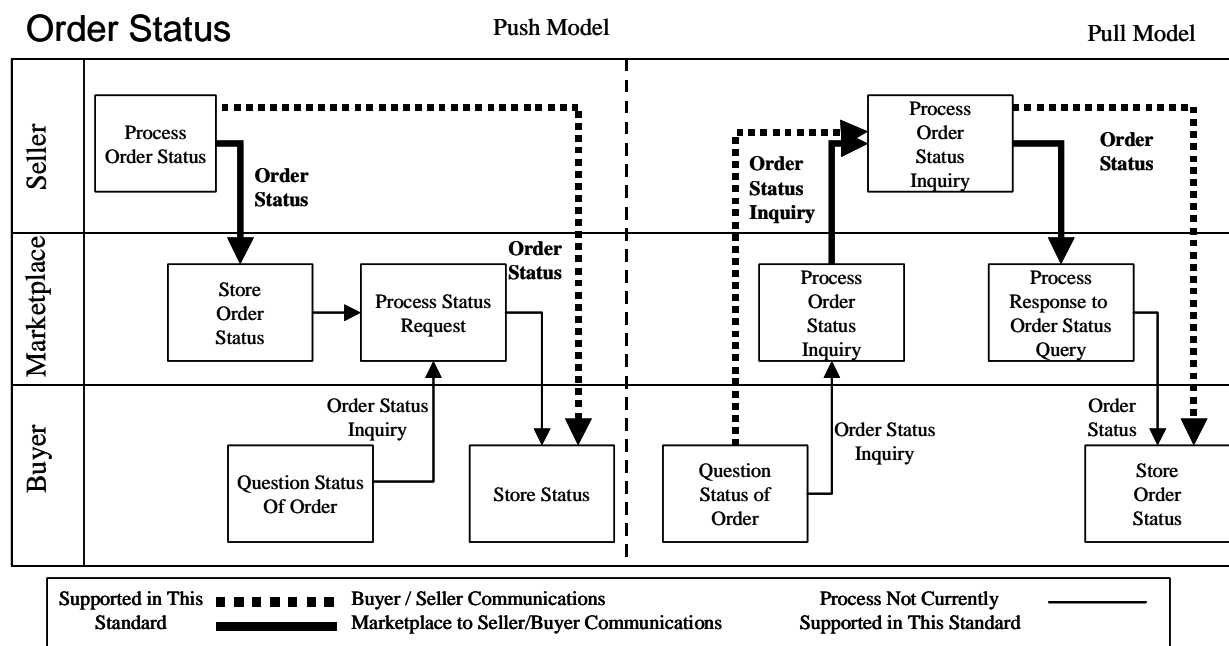 Order Status
Push Model
Pull Model
Seller
Process
Order Status
Order
Status
Order
Status
Inquiry
Process
Order
Status
Inquiry
Order
Status
Marketplace
Store
Order
Status
Process Status
Request
Order
Status
Process
Order
Status
Inquiry
Process
Response to
Order Status
Query
Buyer
Order Status
Inquiry
Question Status
Of Order
Store Status
Question
Status of
Order
Order Status
Inquiry
Order
Status
Store
Order
Status
Supported in This
Standard
Buyer / Seller Communications
Marketplace to Seller/Buyer Communications
Process Not Currently
Supported in This Standard